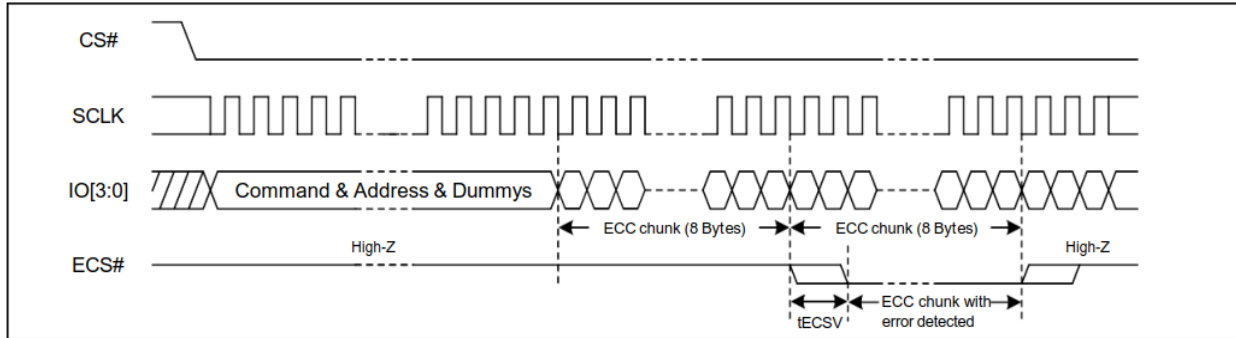 CS#
SCLK
IO[3:0]
Command & Address & Dummys
ECC chunk (8 Bytes)
ECC chunk (8 Bytes)
High-Z
High-Z
ECS#
tECSV
ECC chunk with
error detected